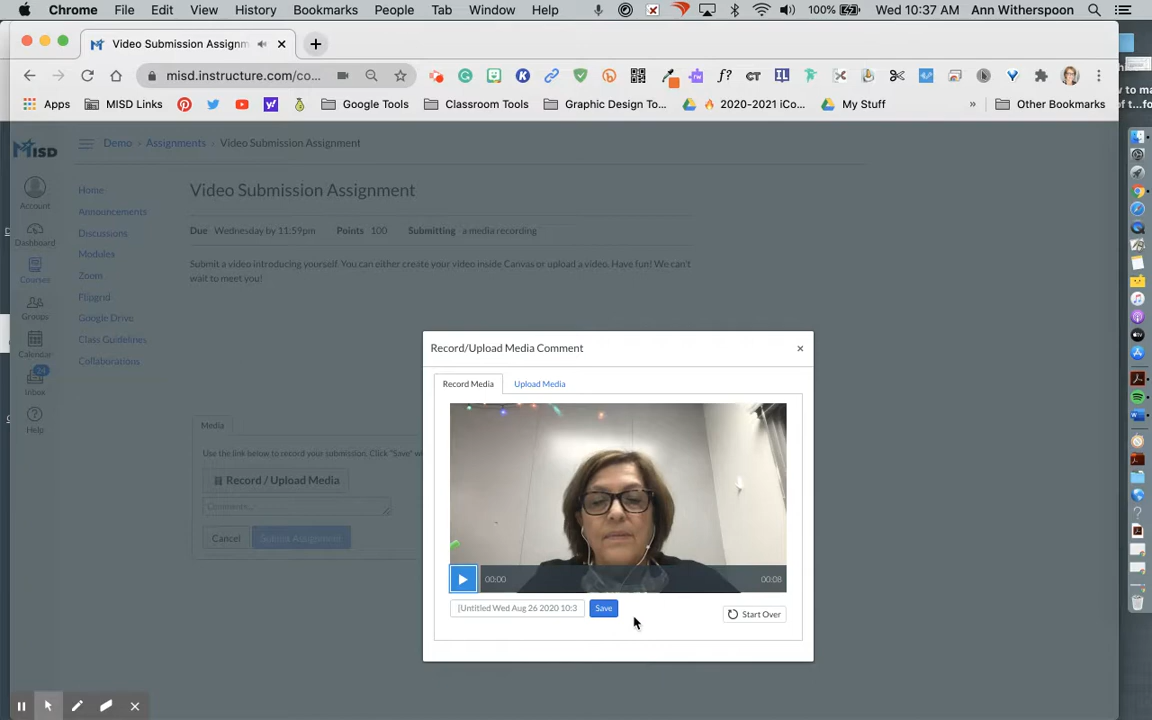 Chrome File Edit View History Bookmarks People Tab Window Help 100% Wed 10:37 AM Ann Witherspoon
Video Submission Assignm
misd.instructure.com/co...
Apps MISD Links Google Tools Classroom Tools Graphic Design To... 2020-2021 iCo... My Stuff » Other Bookmarks
MISD Demo Assignments Video Submission Assignment
Account
Dashboard
Courses
Groups
Calendar
24
Inbox
Help
Home
Announcements
Discussions
Modules
Zoom
Flipgrid
Google Drive
Class Guidelines
Collaborations
Video Submission Assignment
Due Wednesday by 11:59pm Points 100 Submitting a media recording
Submit a video introducing yourself. You can either create your video inside Canvas or upload a video. Have fun! We can't
wait to meet you!
Media
Use the link below to record your submission. Click "Save"
Record / Upload Media
Comments...
Cancel Submit Assignment
Record/Upload Media Comment ×
Record Media Upload Media
00:00 00:08
Untitled Wed Aug 26 2020 10:3 Save Start Over